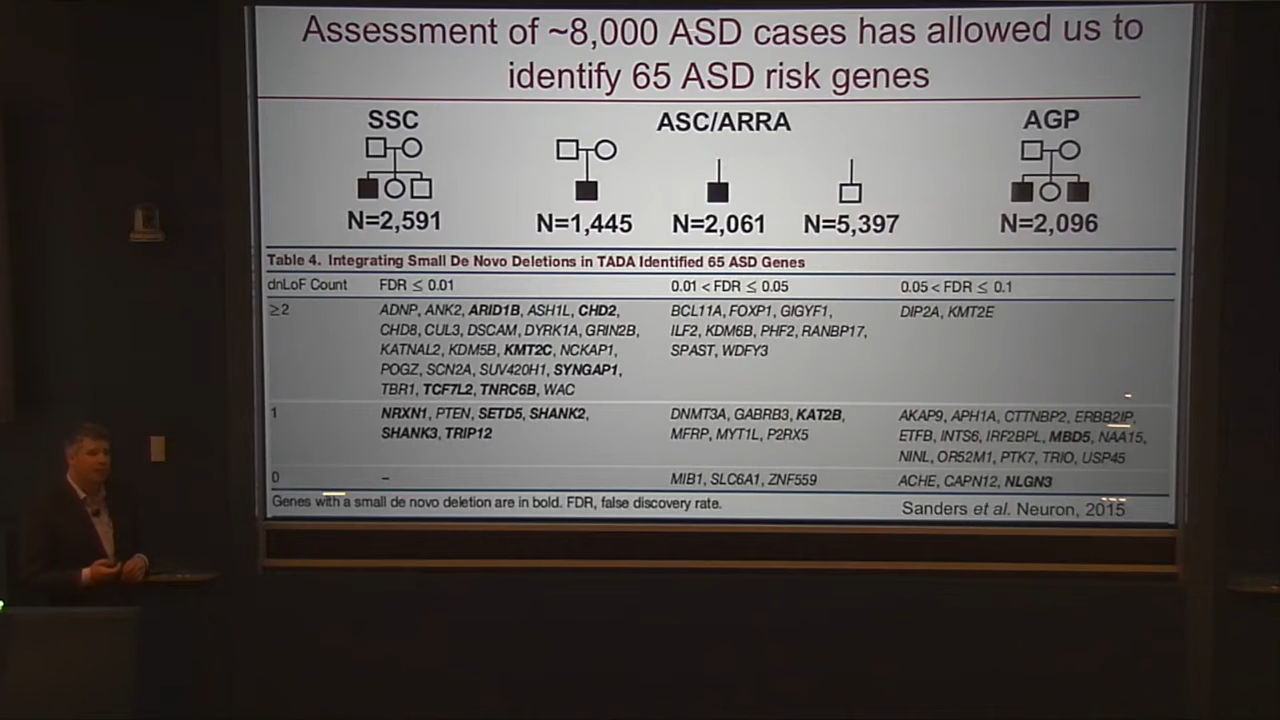 Assessment of ~8,000 ASD cases has allowed us to
identify 65 ASD risk genes
SSC
ASC/ARRA
AGP
N=2,591
N=1,445
N=2,061
N=5,397
N=2,096
Table 4. Integrating Small De Novo Deletions in TADA Identified 65 ASD Genes
dnLoF Count FDR ≤ 0.01 0.01 < FDR ≤ 0.05 0.05 < FDR ≤ 0.1
≥2 ADNP, ANK2, ARID1B, ASH1L, CHD2, BCL11A, FOXP1, GIGYF1, DIP2A, KMT2E
CHD8, CUL3, DSCAM, DYRK1A, GRIN2B, ILF2, KDM6B, PHF2, RANBP17,
KATNAL2, KDM5B, KMT2C, NCKAP1, SPAST, WDFY3
POGZ, SCN2A, SUV420H1, SYNGAP1,
TBR1, TCF7L2, TNRC6B, WAC
1 NRXN1, PTEN, SETD5, SHANK2, DNMT3A, GABRB3, KAT2B, AKAP9, APH1A, CTTNBP2, ERBB2IP,
SHANK3, TRIP12 MFRP, MYT1L, P2RX5 ETFB, INTS6, IRF2BPL, MBD5, NAA15,
NINL, OR52M1, PTK7, TRIO, USP45
0 – MIB1, SLC6A1, ZNF559 ACHE, CAPN12, NLGN3
Genes with a small de novo deletion are in bold. FDR, false discovery rate.
Sanders et al. Neuron, 2015